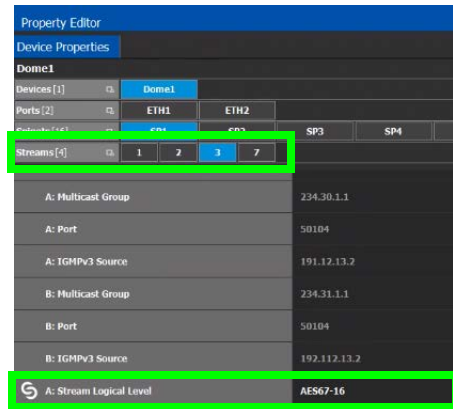 Property Editor
Device Properties
Dome1
Devices [1] Dome1
Ports [2] ETH1 ETH2
SP1 SP2 SP3 SP4
Streams [4] 1 2 3 7
A: Multicast Group 234.30.1.1
A: Port 50104
A: IGMPv3 Source 191.12.13.2
B: Multicast Group 234.31.1.1
B: Port 50104
B: IGMPv3 Source 192.112.13.2
A: Stream Logical Level AES67-16